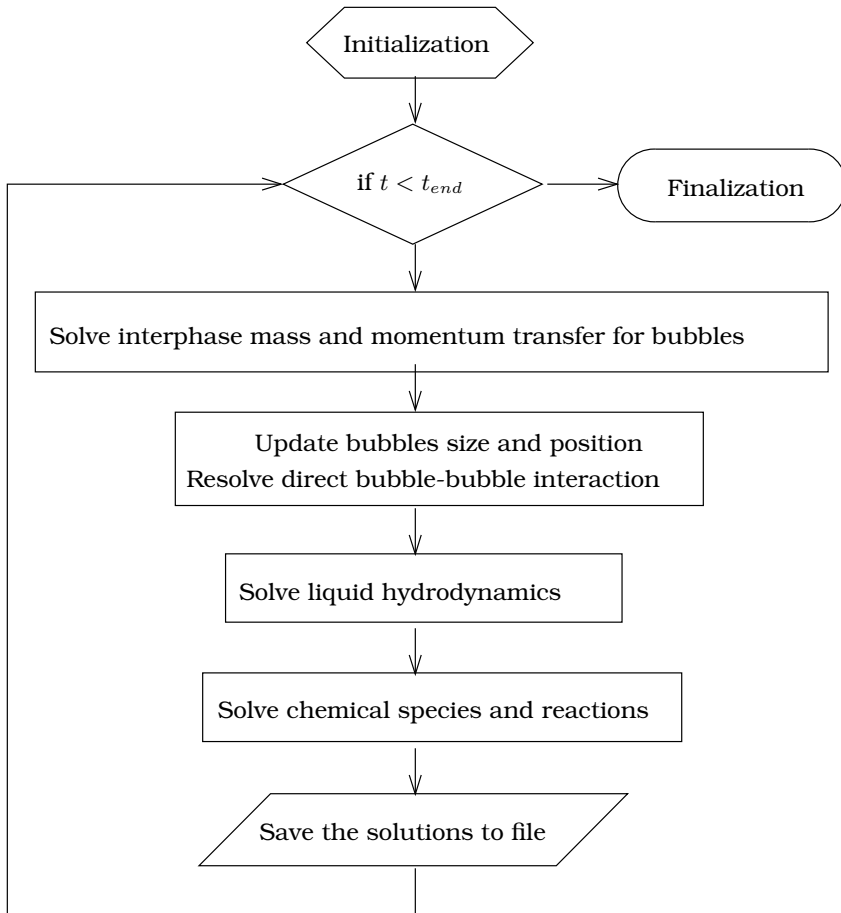 Initialization
if t < t_end
Finalization
Solve interphase mass and momentum transfer for bubbles
Update bubbles size and position
Resolve direct bubble-bubble interaction
Solve liquid hydrodynamics
Solve chemical species and reactions
Save the solutions to file